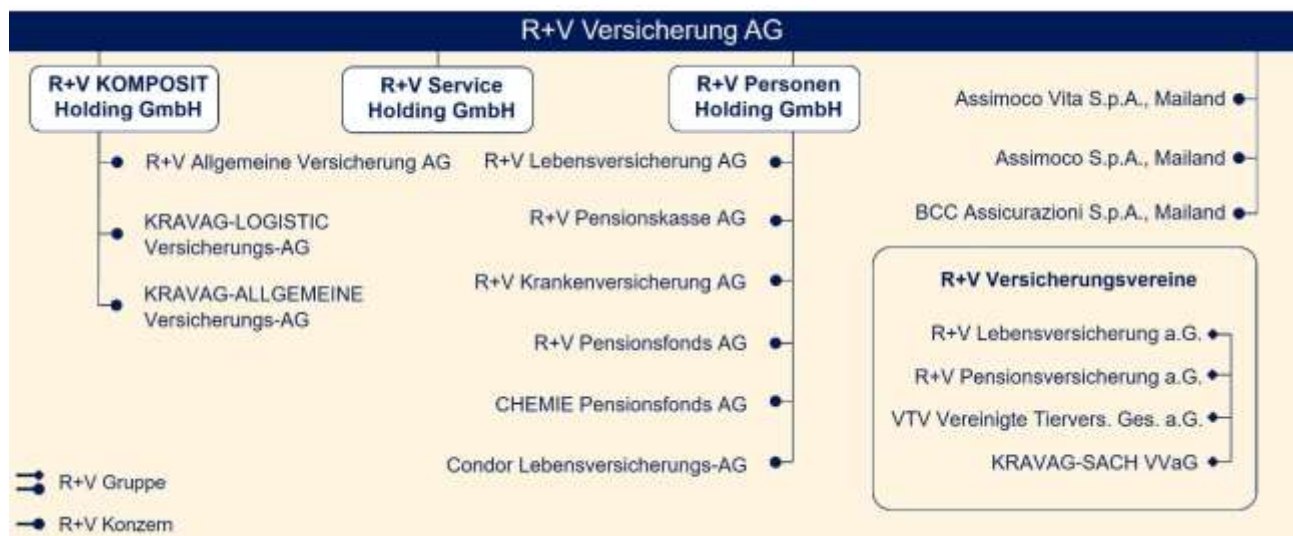 R+V Versicherung AG
R+V KOMPOSIT
Holding GmbH
R+V Allgemeine Versicherung AG
KRAVAG-LOGISTIC
Versicherungs-AG
KRAVAG-ALLGEMEINE
Versicherungs-AG
R+V Service
Holding GmbH
R+V Personen
Holding GmbH
R+V Lebensversicherung AG
R+V Pensionskasse AG
R+V Krankenversicherung AG
R+V Pensionsfonds AG
CHEMIE Pensionsfonds AG
Condor Lebensversicherungs-AG
Assimoco Vita S.p.A., Mailand
Assimoco S.p.A., Mailand
BCC Assicurazioni S.p.A., Mailand
R+V Versicherungsvereine
R+V Lebensversicherung a.G.
R+V Pensionsversicherung a.G.
VTV Vereinigte Tiervers. Ges. a.G.
KRAVAG-SACH VVaG
R+V Gruppe
R+V Konzern